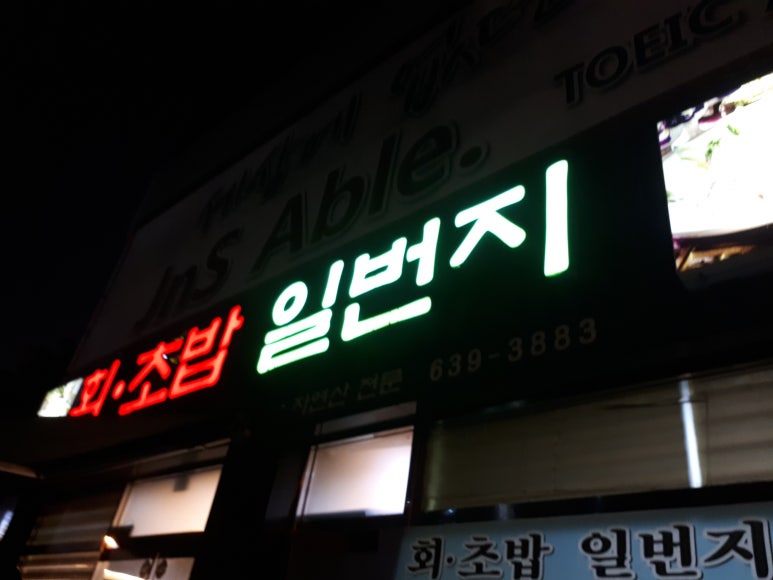 TOEIC
JnS Able.
회·초밥 일번지
자연산 전문 639-3883
회·초밥 일번지